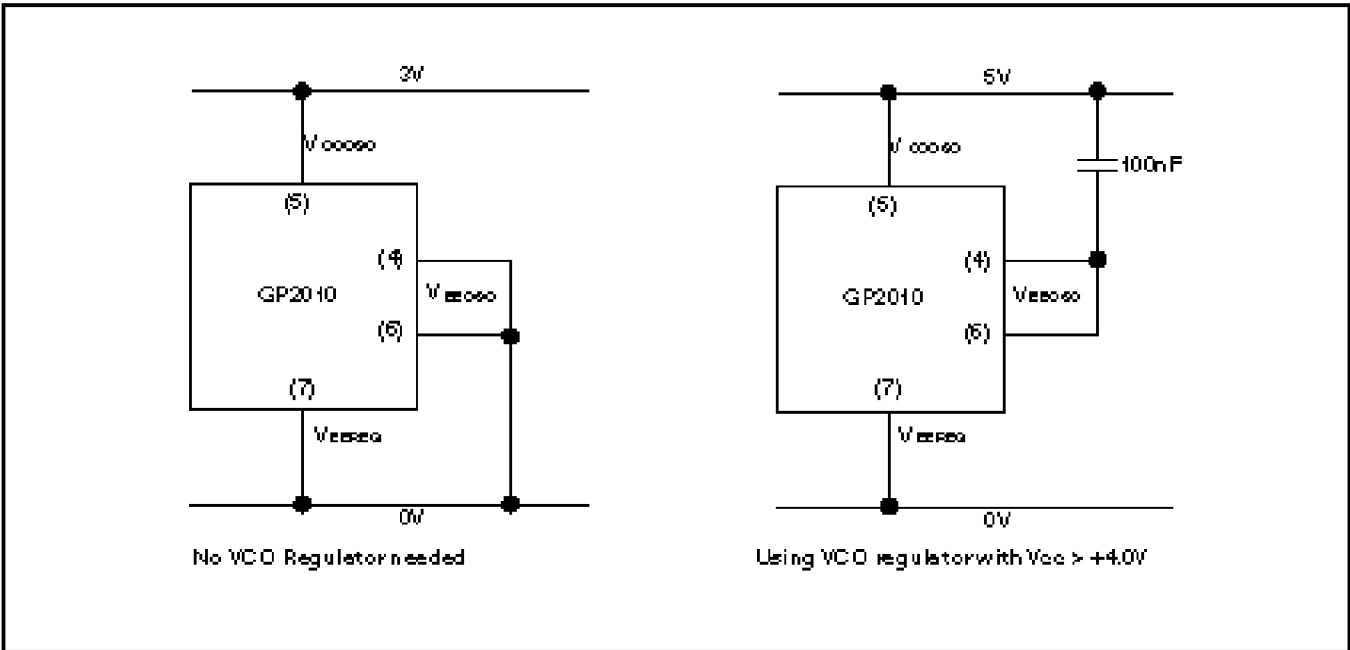 3V
VCCOSC
(5)
(4)
GP2010
VEEOSC
(6)
(7)
VEEREG
0V
No VCO Regulator needed
5V
VCCOSC
100nF
(5)
(4)
GP2010
VEEOSC
(6)
(7)
VEEREG
0V
Using VCO regulator with Vcc > +4.0V